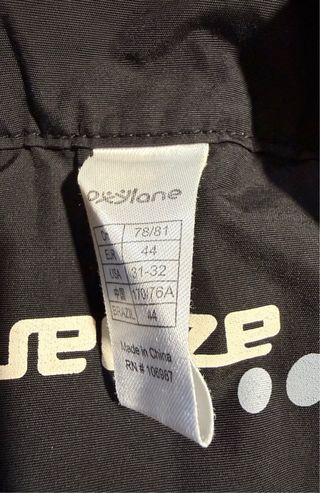 oxylane
Cm 78/81
EUR 44
USA 31-32
中国 170/76A
BRAZIL 44
Made in China
RN # 106987